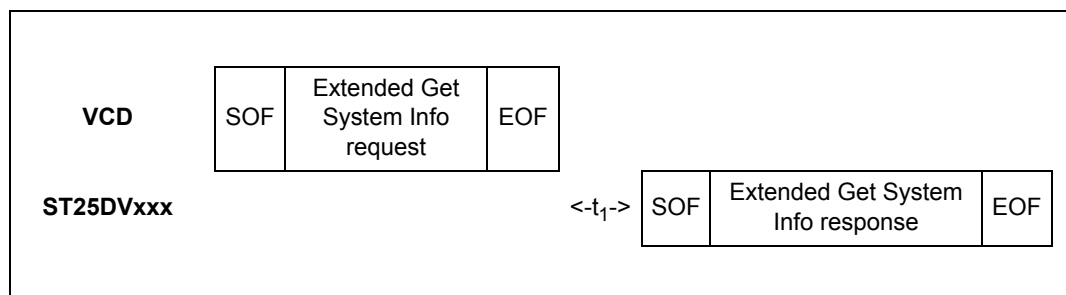 VCD
SOF
Extended Get
System Info
request
EOF
ST25DVxxx
<-t₁->
SOF
Extended Get System
Info response
EOF